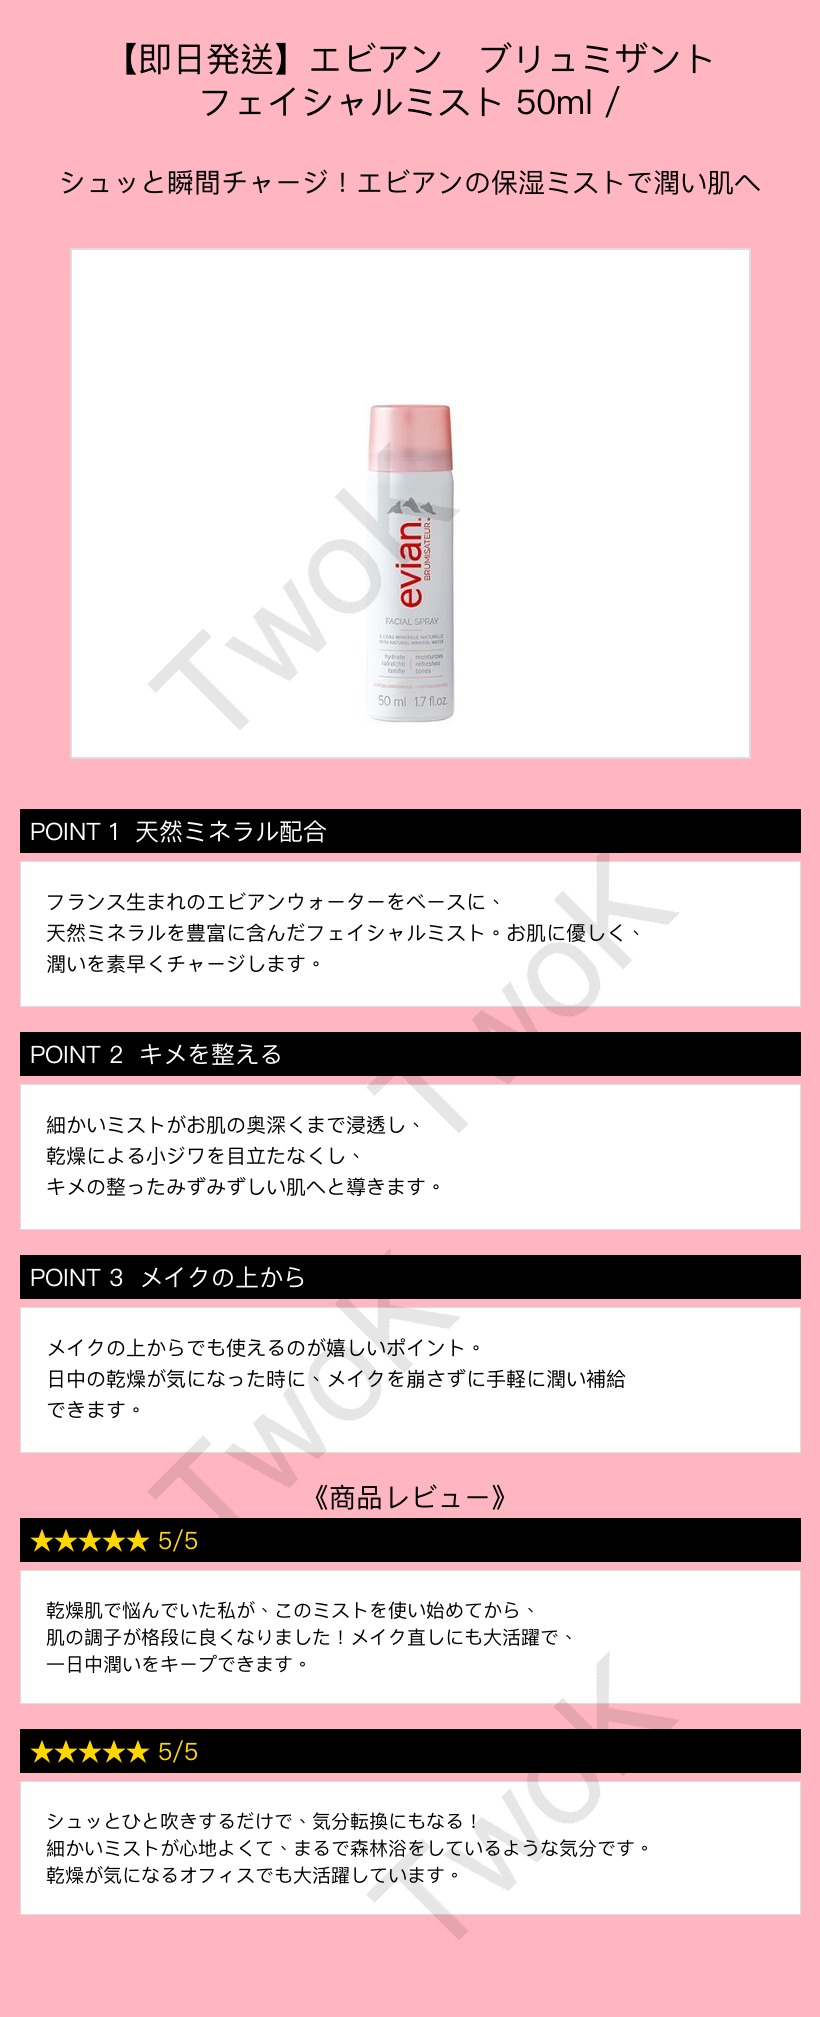 【即日発送】エビアン　ブリュミザント
フェイシャルミスト 50ml /
シュッと瞬間チャージ！エビアンの保湿ミストで潤い肌へ
evian.
BRUMISATEUR
FACIAL SPRAY
À L'EAU MINÉRALE NATURELLE
WITH NATURAL MINERAL WATER
hydrate
rafraîchit
tonifie
moisturizes
refreshes
tones
50 ml 1.7 fl.oz.
Twok
POINT 1 天然ミネラル配合
フランス生まれのエビアンウォーターをベースに、
天然ミネラルを豊富に含んだフェイシャルミスト。お肌に優しく、
潤いを素早くチャージします。
Twok
POINT 2 キメを整える
細かいミストがお肌の奥深くまで浸透し、
乾燥による小ジワを目立たなくし、
キメの整ったみずみずしい肌へと導きます。
POINT 3 メイクの上から
メイクの上からでも使えるのが嬉しいポイント。
日中の乾燥が気になった時に、メイクを崩さずに手軽に潤い補給
できます。
Twok
《商品レビュー》
★★★★★ 5/5
乾燥肌で悩んでいた私が、このミストを使い始めてから、
肌の調子が格段に良くなりました！メイク直しにも大活躍で、
一日中潤いをキープできます。
★★★★★ 5/5
シュッとひと吹きするだけで、気分転換にもなる！
細かいミストが心地よくて、まるで森林浴をしているような気分です。
乾燥が気になるオフィスでも大活躍しています。
Twok